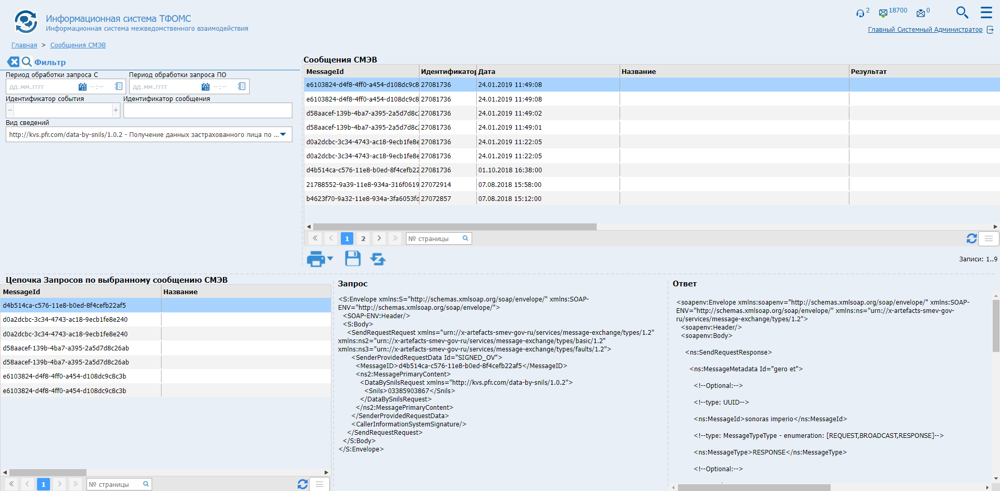 Информационная система ТФОМС
Информационная система межведомственного взаимодействия
2
18700
0
Главный Системный Администратор
Главная > Сообщения СМЭВ
Фильтр
Период обработки запроса С
Период обработки запроса ПО
дд.мм.гггг --:--
дд.мм.гггг --:--
Идентификатор события
Идентификатор сообщения
− +
Вид сведений
http://kvs.pfr.com/data-by-snils/1.0.2 - Получение данных застрахованного лица по ...
Сообщения СМЭВ
MessageId Идентификатор Дата Название Результат
e6103824-d4f8-4ff0-a454-d108dc9c8 27081736 24.01.2019 11:49:08
e6103824-d4f8-4ff0-a454-d108dc9c8 27081736 24.01.2019 11:49:08
d58aacef-139b-4ba7-a395-2a5d7d8c2 27081736 24.01.2019 11:49:02
d58aacef-139b-4ba7-a395-2a5d7d8c2 27081736 24.01.2019 11:49:01
d0a2dcbc-3c34-4743-ac18-9ecb1fe8e 27081736 24.01.2019 11:22:05
d0a2dcbc-3c34-4743-ac18-9ecb1fe8e 27081736 24.01.2019 11:22:05
d4b514ca-c576-11e8-b0ed-8f4cefb22 27081736 01.10.2018 16:38:00
21788552-9a39-11e8-934a-316f0619 27072914 07.08.2018 15:58:00
b4623f70-9a32-11e8-934a-3fa6053fd 27072857 07.08.2018 15:12:00
« < 1 2 > » № страницы
Записи: 1..9
Цепочка Запросов по выбранному сообщению СМЭВ
MessageId Название
d4b514ca-c576-11e8-b0ed-8f4cefb22af5
d0a2dcbc-3c34-4743-ac18-9ecb1fe8e240
d0a2dcbc-3c34-4743-ac18-9ecb1fe8e240
d58aacef-139b-4ba7-a395-2a5d7d8c26ab
d58aacef-139b-4ba7-a395-2a5d7d8c26ab
e6103824-d4f8-4ff0-a454-d108dc9c8c3b
e6103824-d4f8-4ff0-a454-d108dc9c8c3b
« < 1 > » № страницы
Запрос
<S:Envelope xmlns:S="http://schemas.xmlsoap.org/soap/envelope/" xmlns:SOAP-
ENV="http://schemas.xmlsoap.org/soap/envelope/">
<SOAP-ENV:Header/>
<S:Body>
<SendRequestRequest xmlns="urn://x-artefacts-smev-gov-ru/services/message-exchange/types/1.2"
xmlns:ns2="urn://x-artefacts-smev-gov-ru/services/message-exchange/types/basic/1.2"
xmlns:ns3="urn://x-artefacts-smev-gov-ru/services/message-exchange/types/faults/1.2">
<SenderProvidedRequestData Id="SIGNED_OV">
<MessageID>d4b514ca-c576-11e8-b0ed-8f4cefb22af5</MessageID>
<ns2:MessagePrimaryContent>
<DataBySnilsRequest xmlns="http://kvs.pfr.com/data-by-snils/1.0.2">
<Snils>03385903867</Snils>
</DataBySnilsRequest>
</ns2:MessagePrimaryContent>
</SenderProvidedRequestData>
<CallerInformationSystemSignature/>
</SendRequestRequest>
</S:Body>
</S:Envelope>
Ответ
<soapenv:Envelope xmlns:soapenv="http://schemas.xmlsoap.org/soap/envelope/" xmlns:SOAP-
ENV="http://schemas.xmlsoap.org/soap/envelope/" xmlns:ns="urn://x-artefacts-smev-gov-
ru/services/message-exchange/types/1.2">
<soapenv:Header/>
<soapenv:Body>
<ns:SendRequestResponse>
<ns:MessageMetadata Id="gero et">
<!--Optional:-->
<!--type: UUID-->
<ns:MessageId>sonoras imperio</ns:MessageId>
<!--type: MessageTypeType - enumeration: [REQUEST,BROADCAST,RESPONSE]-->
<ns:MessageType>RESPONSE</ns:MessageType>
<!--Optional:-->